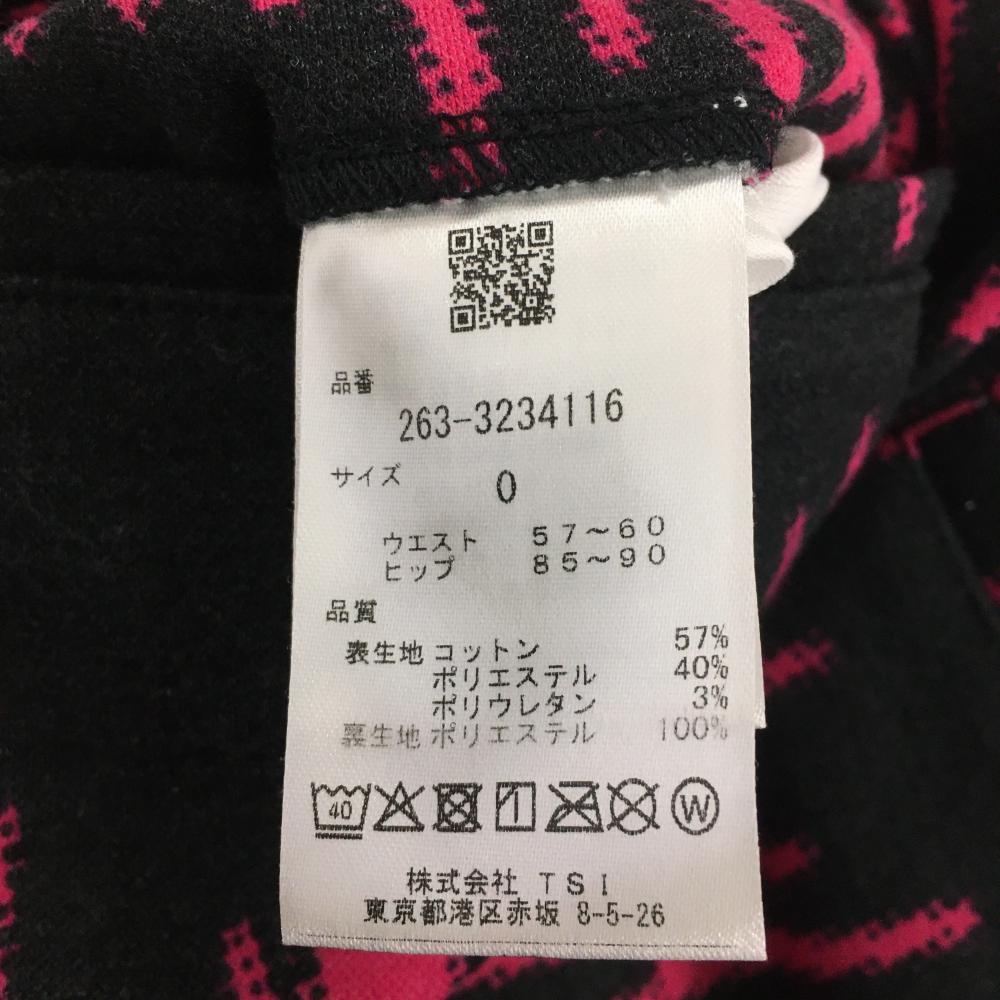 品番
263-3234116
サイズ 0
ウエスト 57～60
ヒップ 85～90
品質
表生地 コットン 57%
ポリエステル 40%
ポリウレタン 3%
裏生地 ポリエステル 100%
40 1 W
株式会社 TSI
東京都港区赤坂 8-5-26